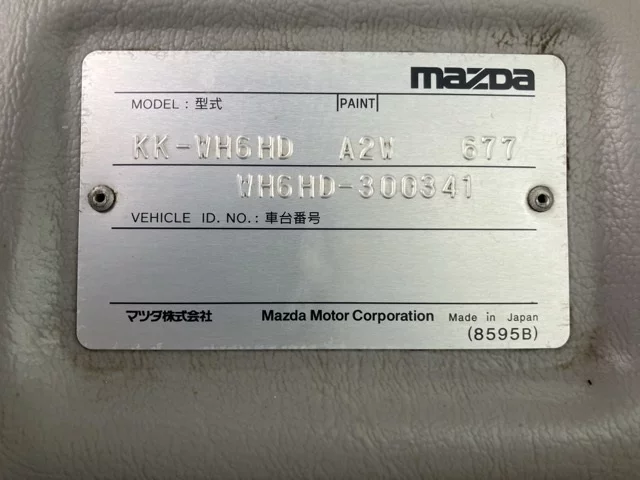 mazda
MODEL : 型式 PAINT
KK-WH6HD A2W 677
WH6HD-300341
VEHICLE ID. NO.: 車台番号
マツダ株式会社 Mazda Motor Corporation Made in Japan
(8595B)